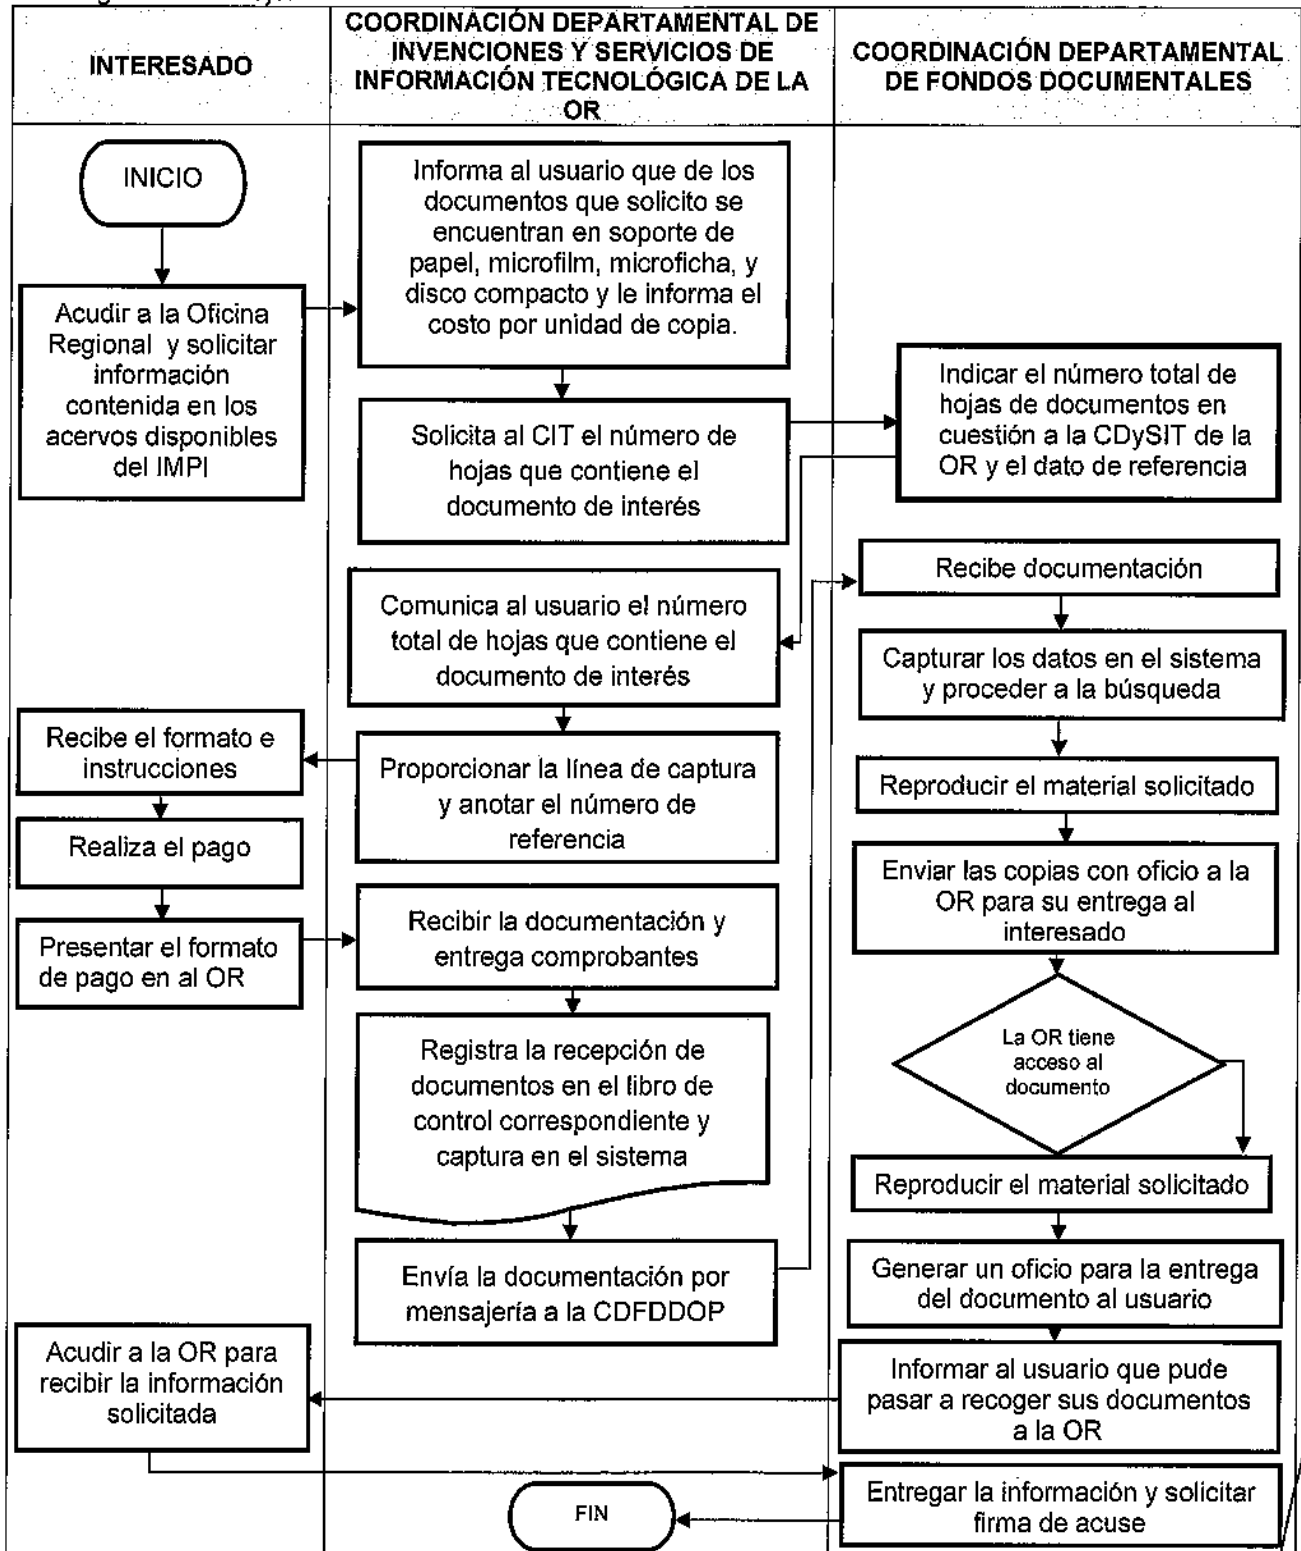 INTERESADO
COORDINACIÓN DEPARTAMENTAL DE
INVENCIONES Y SERVICIOS DE
INFORMACIÓN TECNOLÓGICA DE LA
OR
COORDINACIÓN DEPARTAMENTAL
DE FONDOS DOCUMENTALES
INICIO
Acudir a la Oficina
Regional y solicitar
información
contenida en los
acervos disponibles
del IMPI
Informa al usuario que de los
documentos que solicito se
encuentran en soporte de
papel, microfilm, microficha, y
disco compacto y le informa el
costo por unidad de copia.
Solicita al CIT el número de
hojas que contiene el
documento de interés
Indicar el número total de
hojas de documentos en
cuestión a la CDySIT de la
OR y el dato de referencia
Comunica al usuario el número
total de hojas que contiene el
documento de interés
Proporcionar la línea de captura
y anotar el número de
referencia
Recibe el formato e
instrucciones
Realiza el pago
Presentar el formato
de pago en al OR
Recibir la documentación y
entrega comprobantes
Registra la recepción de
documentos en el libro de
control correspondiente y
captura en el sistema
Envía la documentación por
mensajería a la CDFDDOP
Recibe documentación
Capturar los datos en el sistema
y proceder a la búsqueda
Reproducir el material solicitado
Enviar las copias con oficio a la
OR para su entrega al
interesado
La OR tiene
acceso al
documento
Reproducir el material solicitado
Generar un oficio para la entrega
del documento al usuario
Informar al usuario que pude
pasar a recoger sus documentos
a la OR
Acudir a la OR para
recibir la información
solicitada
Entregar la información y solicitar
firma de acuse
FIN